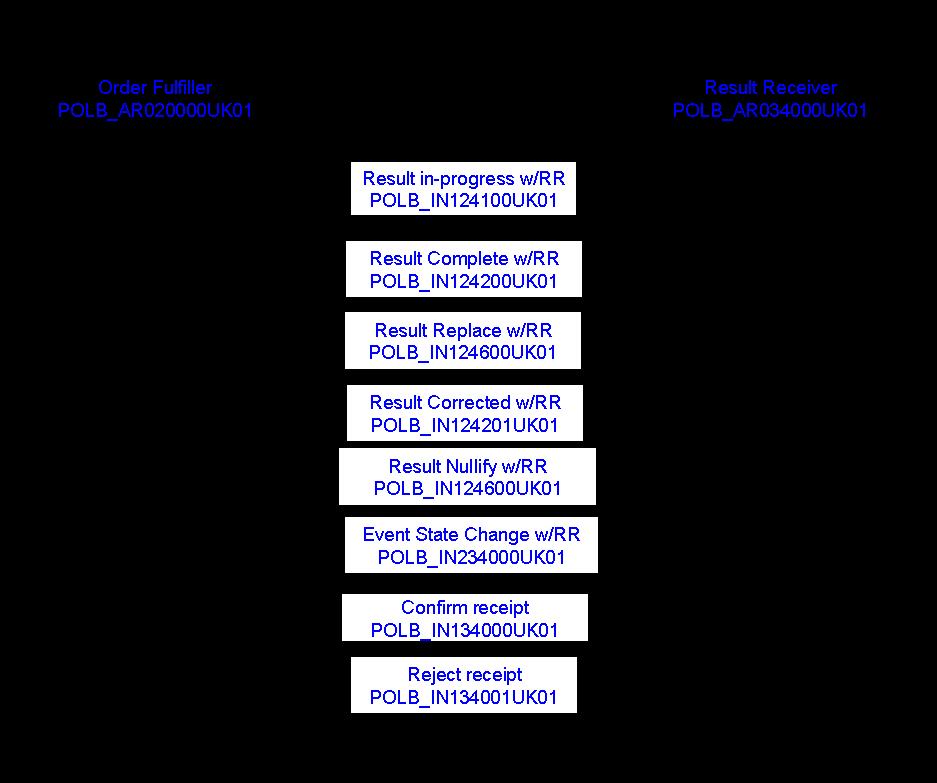 Order Fulfiller
POLB_AR020000UK01
Result Receiver
POLB_AR034000UK01
Result in-progress w/RR
POLB_IN124100UK01
Result Complete w/RR
POLB_IN124200UK01
Result Replace w/RR
POLB_IN124600UK01
Result Corrected w/RR
POLB_IN124201UK01
Result Nullify w/RR
POLB_IN124600UK01
Event State Change w/RR
POLB_IN234000UK01
Confirm receipt
POLB_IN134000UK01
Reject receipt
POLB_IN134001UK01